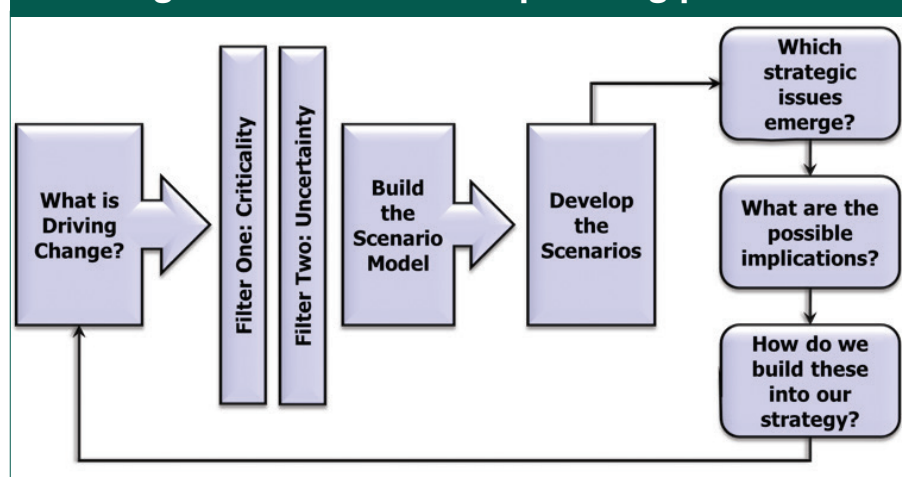 What is
Driving
Change?
Filter One: Criticality
Filter Two: Uncertainty
Build
the
Scenario
Model
Develop
the
Scenarios
Which
strategic
issues
emerge?
What are the
possible
implications?
How do we
build these
into our
strategy?